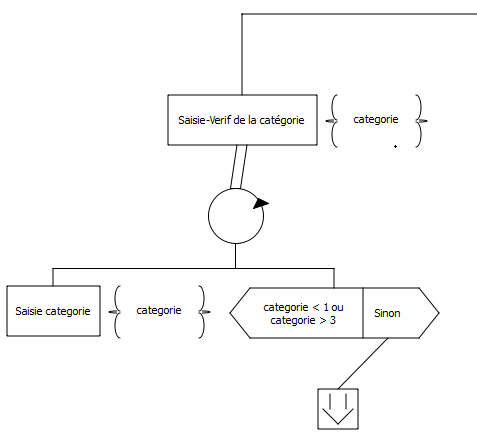 Saisie-Verif de la catégorie
categorie
Saisie categorie
categorie
categorie < 1 ou
categorie > 3
Sinon